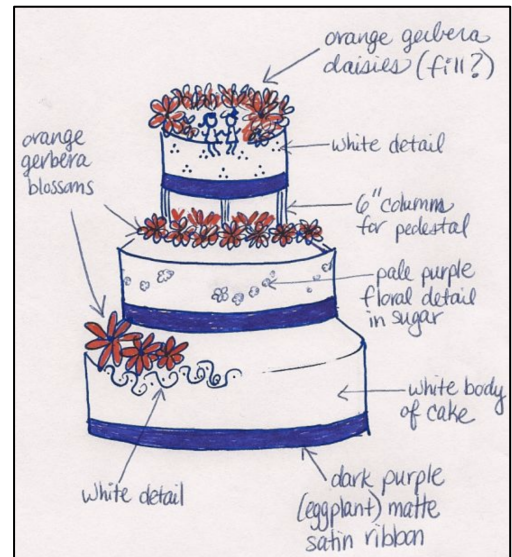 orange gerbera
daisies (fill?)
white detail
orange
gerbera
blossams
6" columns
for pedestal
pale purple
floral detail
in sugar
white body
of cake
white detail
dark purple
(eggplant) matte
satin ribbon